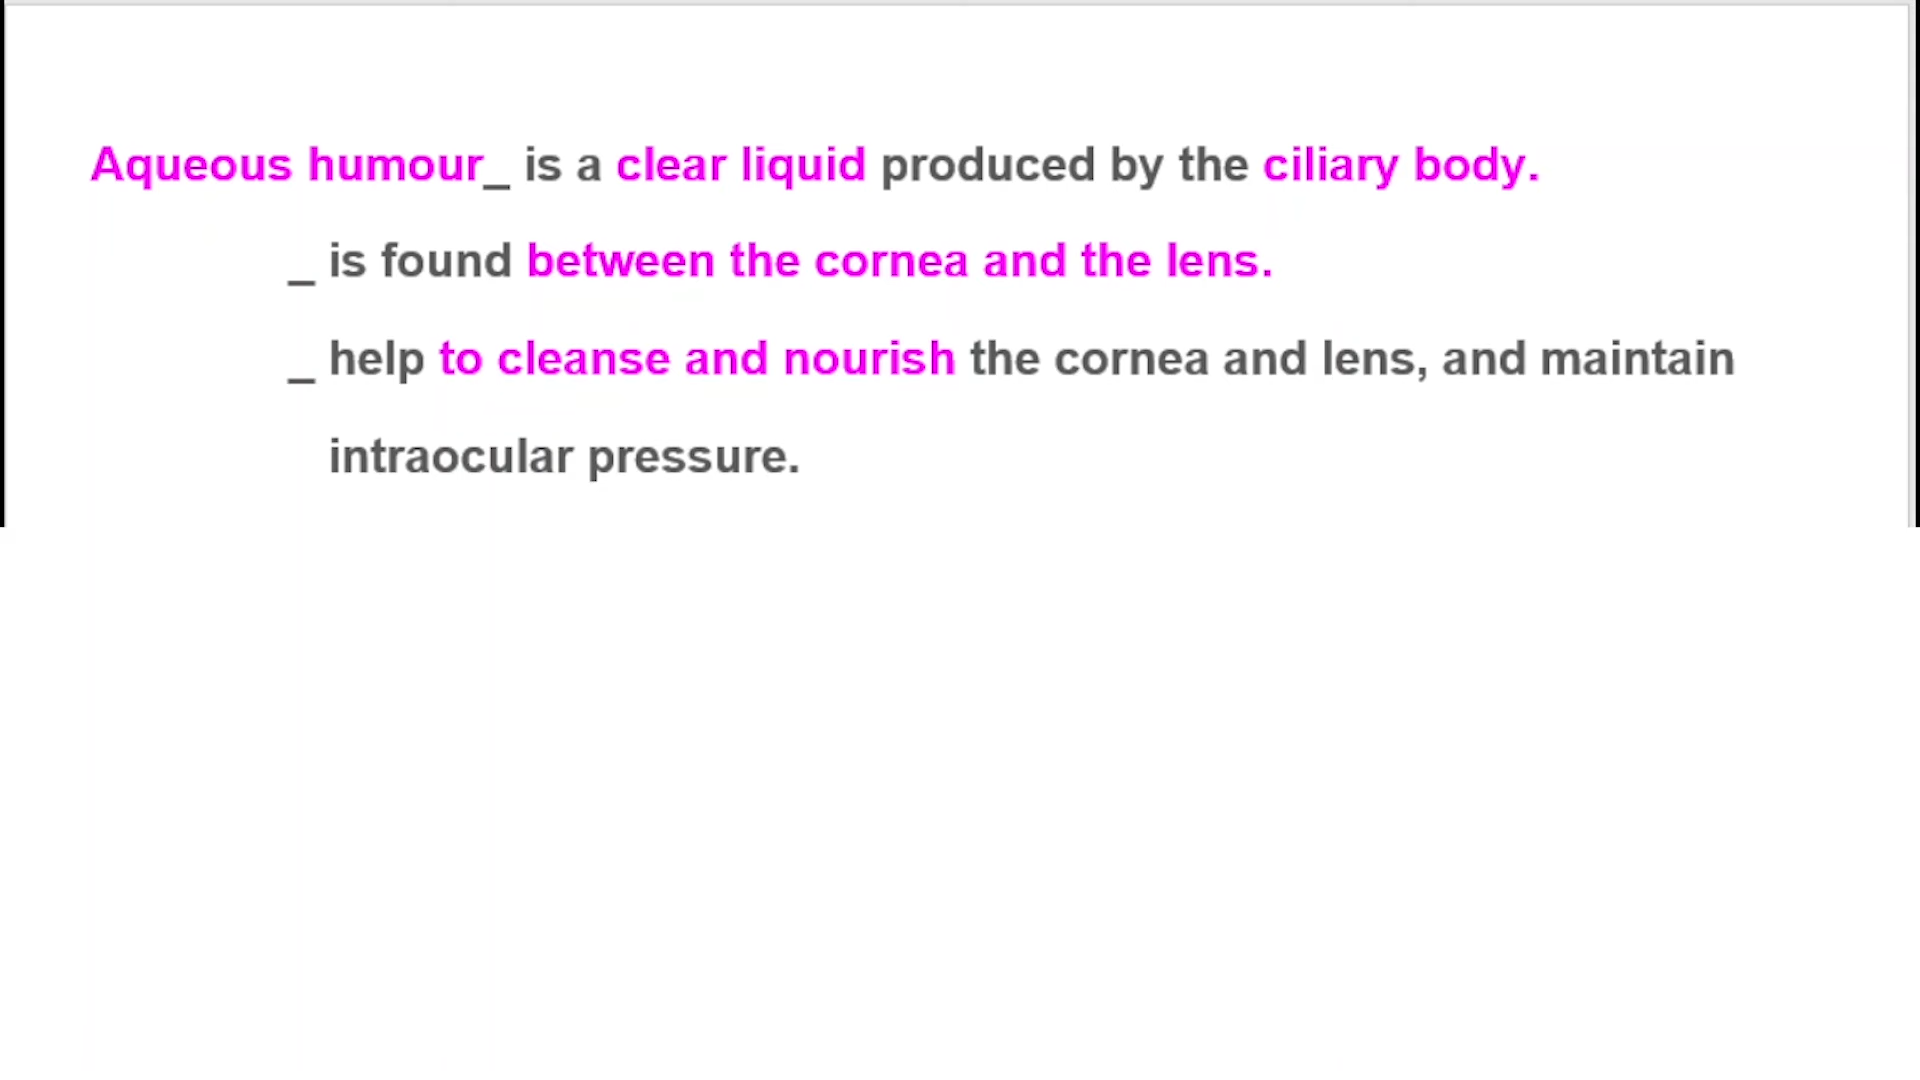 Aqueous humour_ is a clear liquid produced by the ciliary body.
_ is found between the cornea and the lens.
_ help to cleanse and nourish the cornea and lens, and maintain
intraocular pressure.